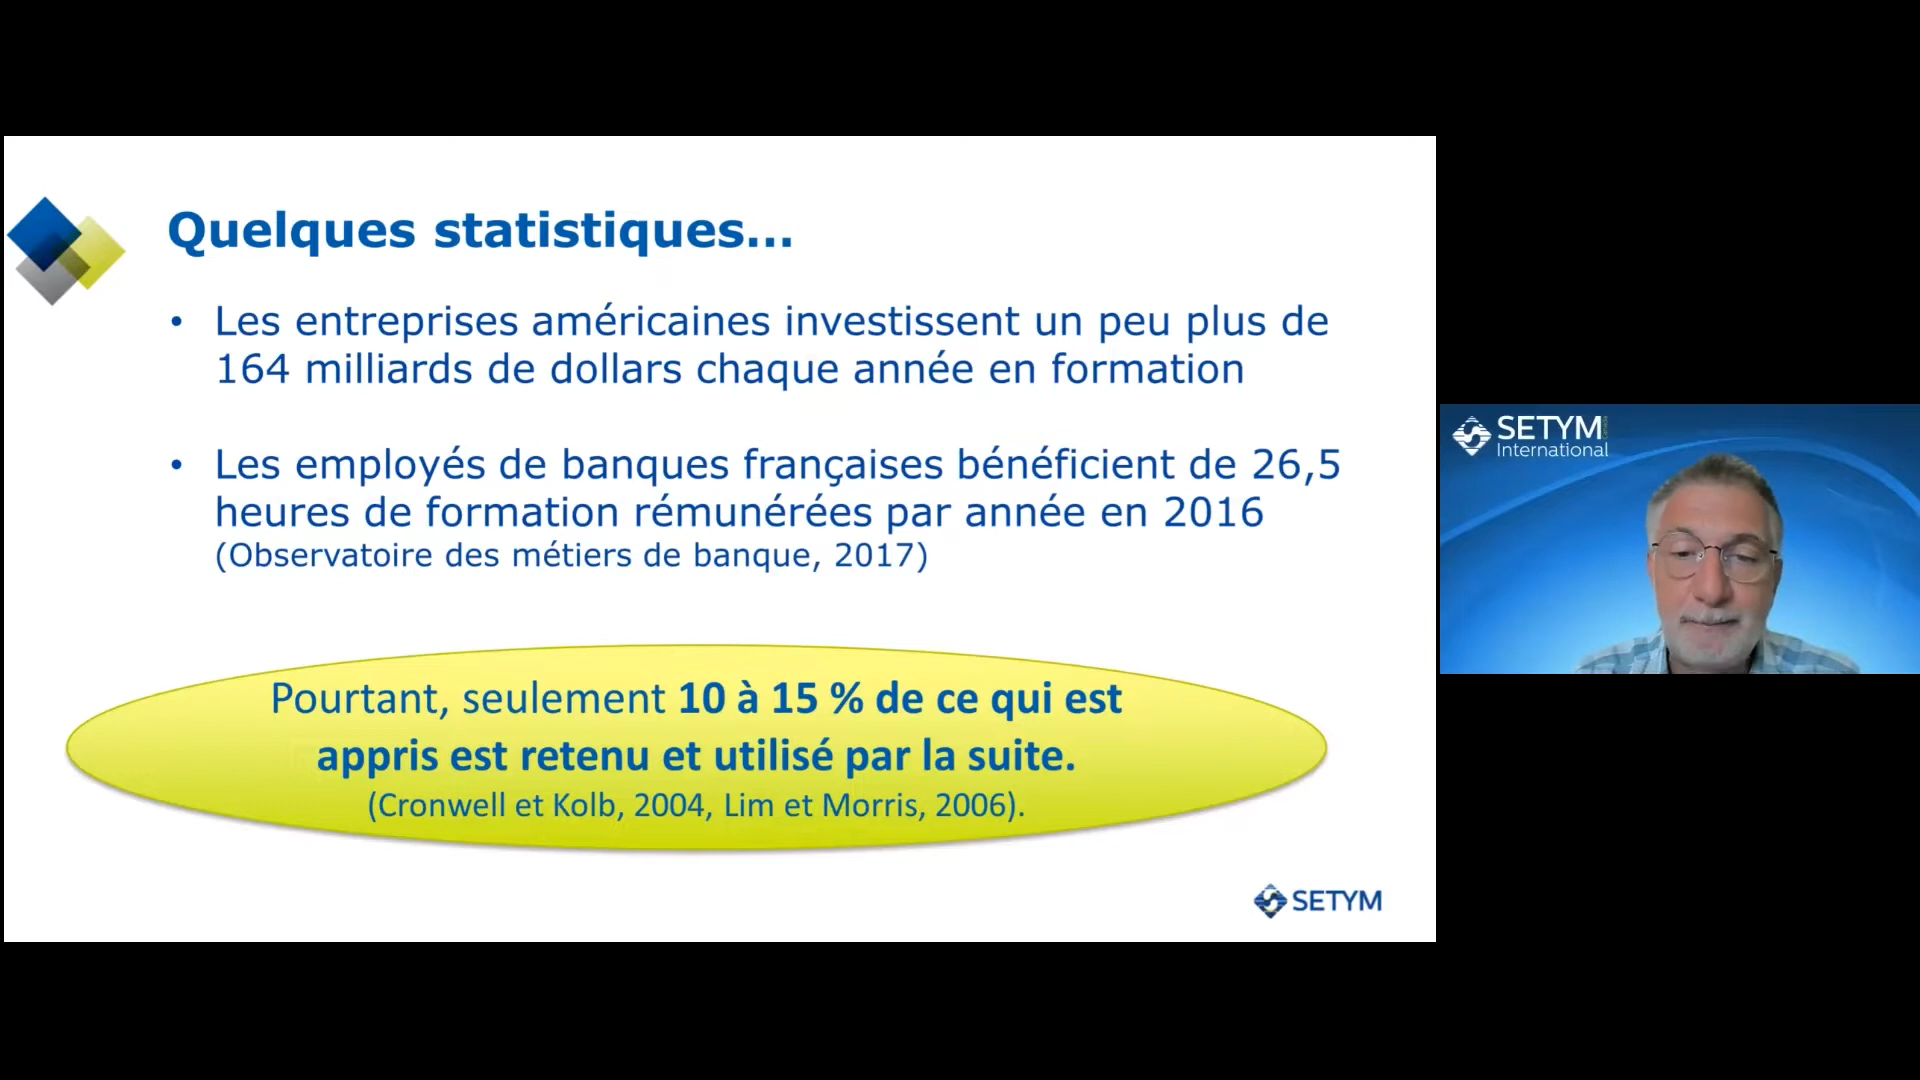 Quelques statistiques...
• Les entreprises américaines investissent un peu plus de
164 milliards de dollars chaque année en formation
• Les employés de banques françaises bénéficient de 26,5
heures de formation rémunérées par année en 2016
(Observatoire des métiers de banque, 2017)
Pourtant, seulement 10 à 15 % de ce qui est
appris est retenu et utilisé par la suite.
(Cronwell et Kolb, 2004, Lim et Morris, 2006).
SETYM
SETYM
International